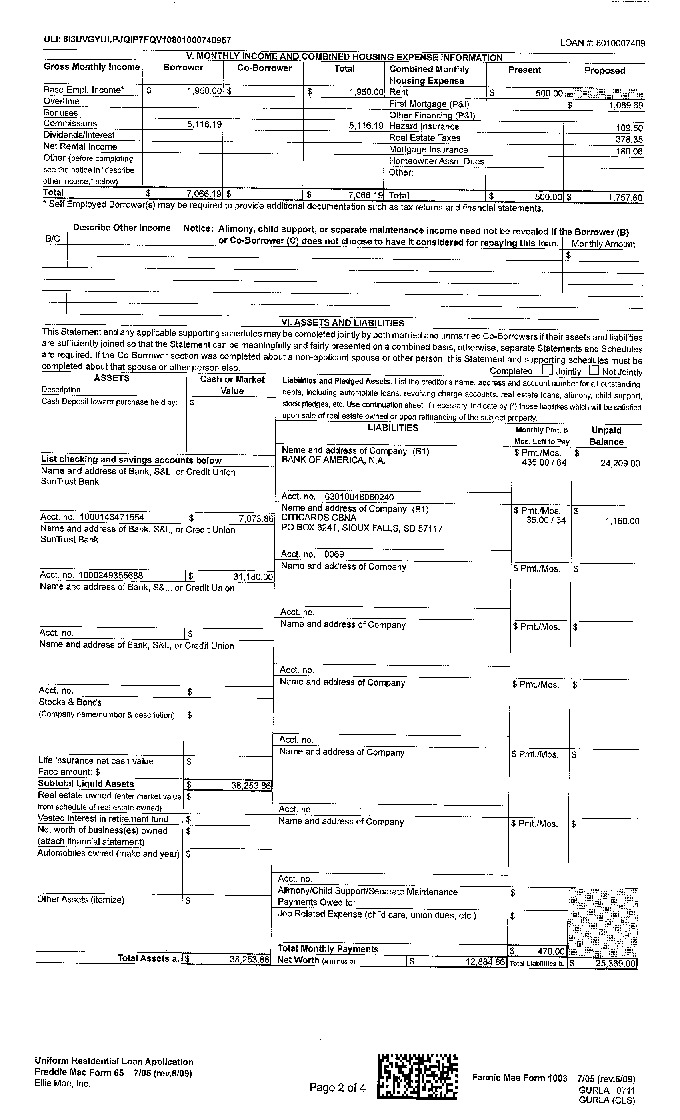 ULI: 8I3UVGYULPJQIP7FQVf0801000740957
LOAN #: 8010007409
V. MONTHLY INCOME AND COMBINED HOUSING EXPENSE INFORMATION
Gross Monthly Income Borrower Co-Borrower Total Combined Monthly Housing Expense Present Proposed
Base Empl. Income* $ 1,950.00 $ $ 1,950.00 Rent $ 500.00
Overtime First Mortgage (P&I) $
Bonuses Other Financing (P&I)
Commissions 5,116.19 5,116.19 Hazard Insurance 109.50
Dividends/Interest Real Estate Taxes 378.35
Net Rental Income Mortgage Insurance
Other (before completing, Homeowner Assn. Dues
see the notice in "describe Other:
other income," below)
Total $ 7,066.19 $ $ 7,066.19 Total $ 500.00 $ 1,757.60
* Self Employed Borrower(s) may be required to provide additional documentation such as tax returns and financial statements.
Describe Other Income Notice: Alimony, child support, or separate maintenance income need not be revealed if the Borrower (B)
B/C or Co-Borrower (C) does not choose to have it considered for repaying this loan. Monthly Amount
$
VI. ASSETS AND LIABILITIES
This Statement and any applicable supporting schedules may be completed jointly by both married and unmarried Co-Borrowers if their assets and liabilities
are sufficiently joined so that the Statement can be meaningfully and fairly presented on a combined basis; otherwise, separate Statements and Schedules
are required. If the Co-Borrower section was completed about a non-applicant spouse or other person, this Statement and supporting schedules must be
completed about that spouse or other person also.
Completed Jointly Not Jointly
ASSETS Cash or Market Value
Description
Cash Deposit toward purchase held by: $
Liabilities and Pledged Assets. List the creditor's name, address and account number for all outstanding
debts, including automobile loans, revolving charge accounts, real estate loans, alimony, child support,
stock pledges, etc. Use continuation sheet, if necessary. Indicate by (*) those liabilities which will be satisfied
upon sale of real estate owned or upon refinancing of the subject property.
LIABILITIES Monthly Pmt. & Mos. Left to Pay Unpaid Balance
Name and address of Company (B1) $ Pmt./Mos. $
BANK OF AMERICA, N.A. 435.00 / 64 24,209.00
List checking and savings accounts below
Name and address of Bank, S&L, or Credit Union
SunTrust Bank
Acct. no.
Name and address of Company (B1) $ Pmt./Mos. $
CITICARDS CBNA 35.00 / 34
PO BOX 6241, SIOUX FALLS, SD 57117
Acct. no. $ 7,073.86
Name and address of Bank, S&L, or Credit Union
SunTrust Bank
Acct. no.
Name and address of Company $ Pmt./Mos. $
Acct. no. $ 31,180.00
Name and address of Bank, S&L, or Credit Union
Acct. no.
Name and address of Company $ Pmt./Mos. $
Acct. no. $
Name and address of Bank, S&L, or Credit Union
Acct. no.
Name and address of Company $ Pmt./Mos. $
Acct. no. $
Stocks & Bonds
(Company name/number & description) $
Acct. no.
Name and address of Company $ Pmt./Mos. $
Life insurance net cash value $
Face amount: $
Subtotal Liquid Assets $ 38,253.86
Real estate owned (enter market value $
from schedule of real estate owned)
Acct. no.
Vested interest in retirement fund $
Name and address of Company $ Pmt./Mos. $
Net worth of business(es) owned $
(attach financial statement)
Automobiles owned (make and year) $
Acct. no.
Alimony/Child Support/Separate Maintenance $
Payments Owed to:
Other Assets (itemize) $
Job Related Expense (child care, union dues, etc.) $
Total Monthly Payments $ 470.00
Total Assets a. $ 38,253.86 Net Worth (a minus b) $ 12,884.86 Total Liabilities b. $
Uniform Residential Loan Application
Freddie Mac Form 65 7/05 (rev.6/09)
Ellie Mae, Inc.
Page 2 of 4
Fannie Mae Form 1003 7/05 (rev.6/09)
GURLA 0711
GURLA (CLS)